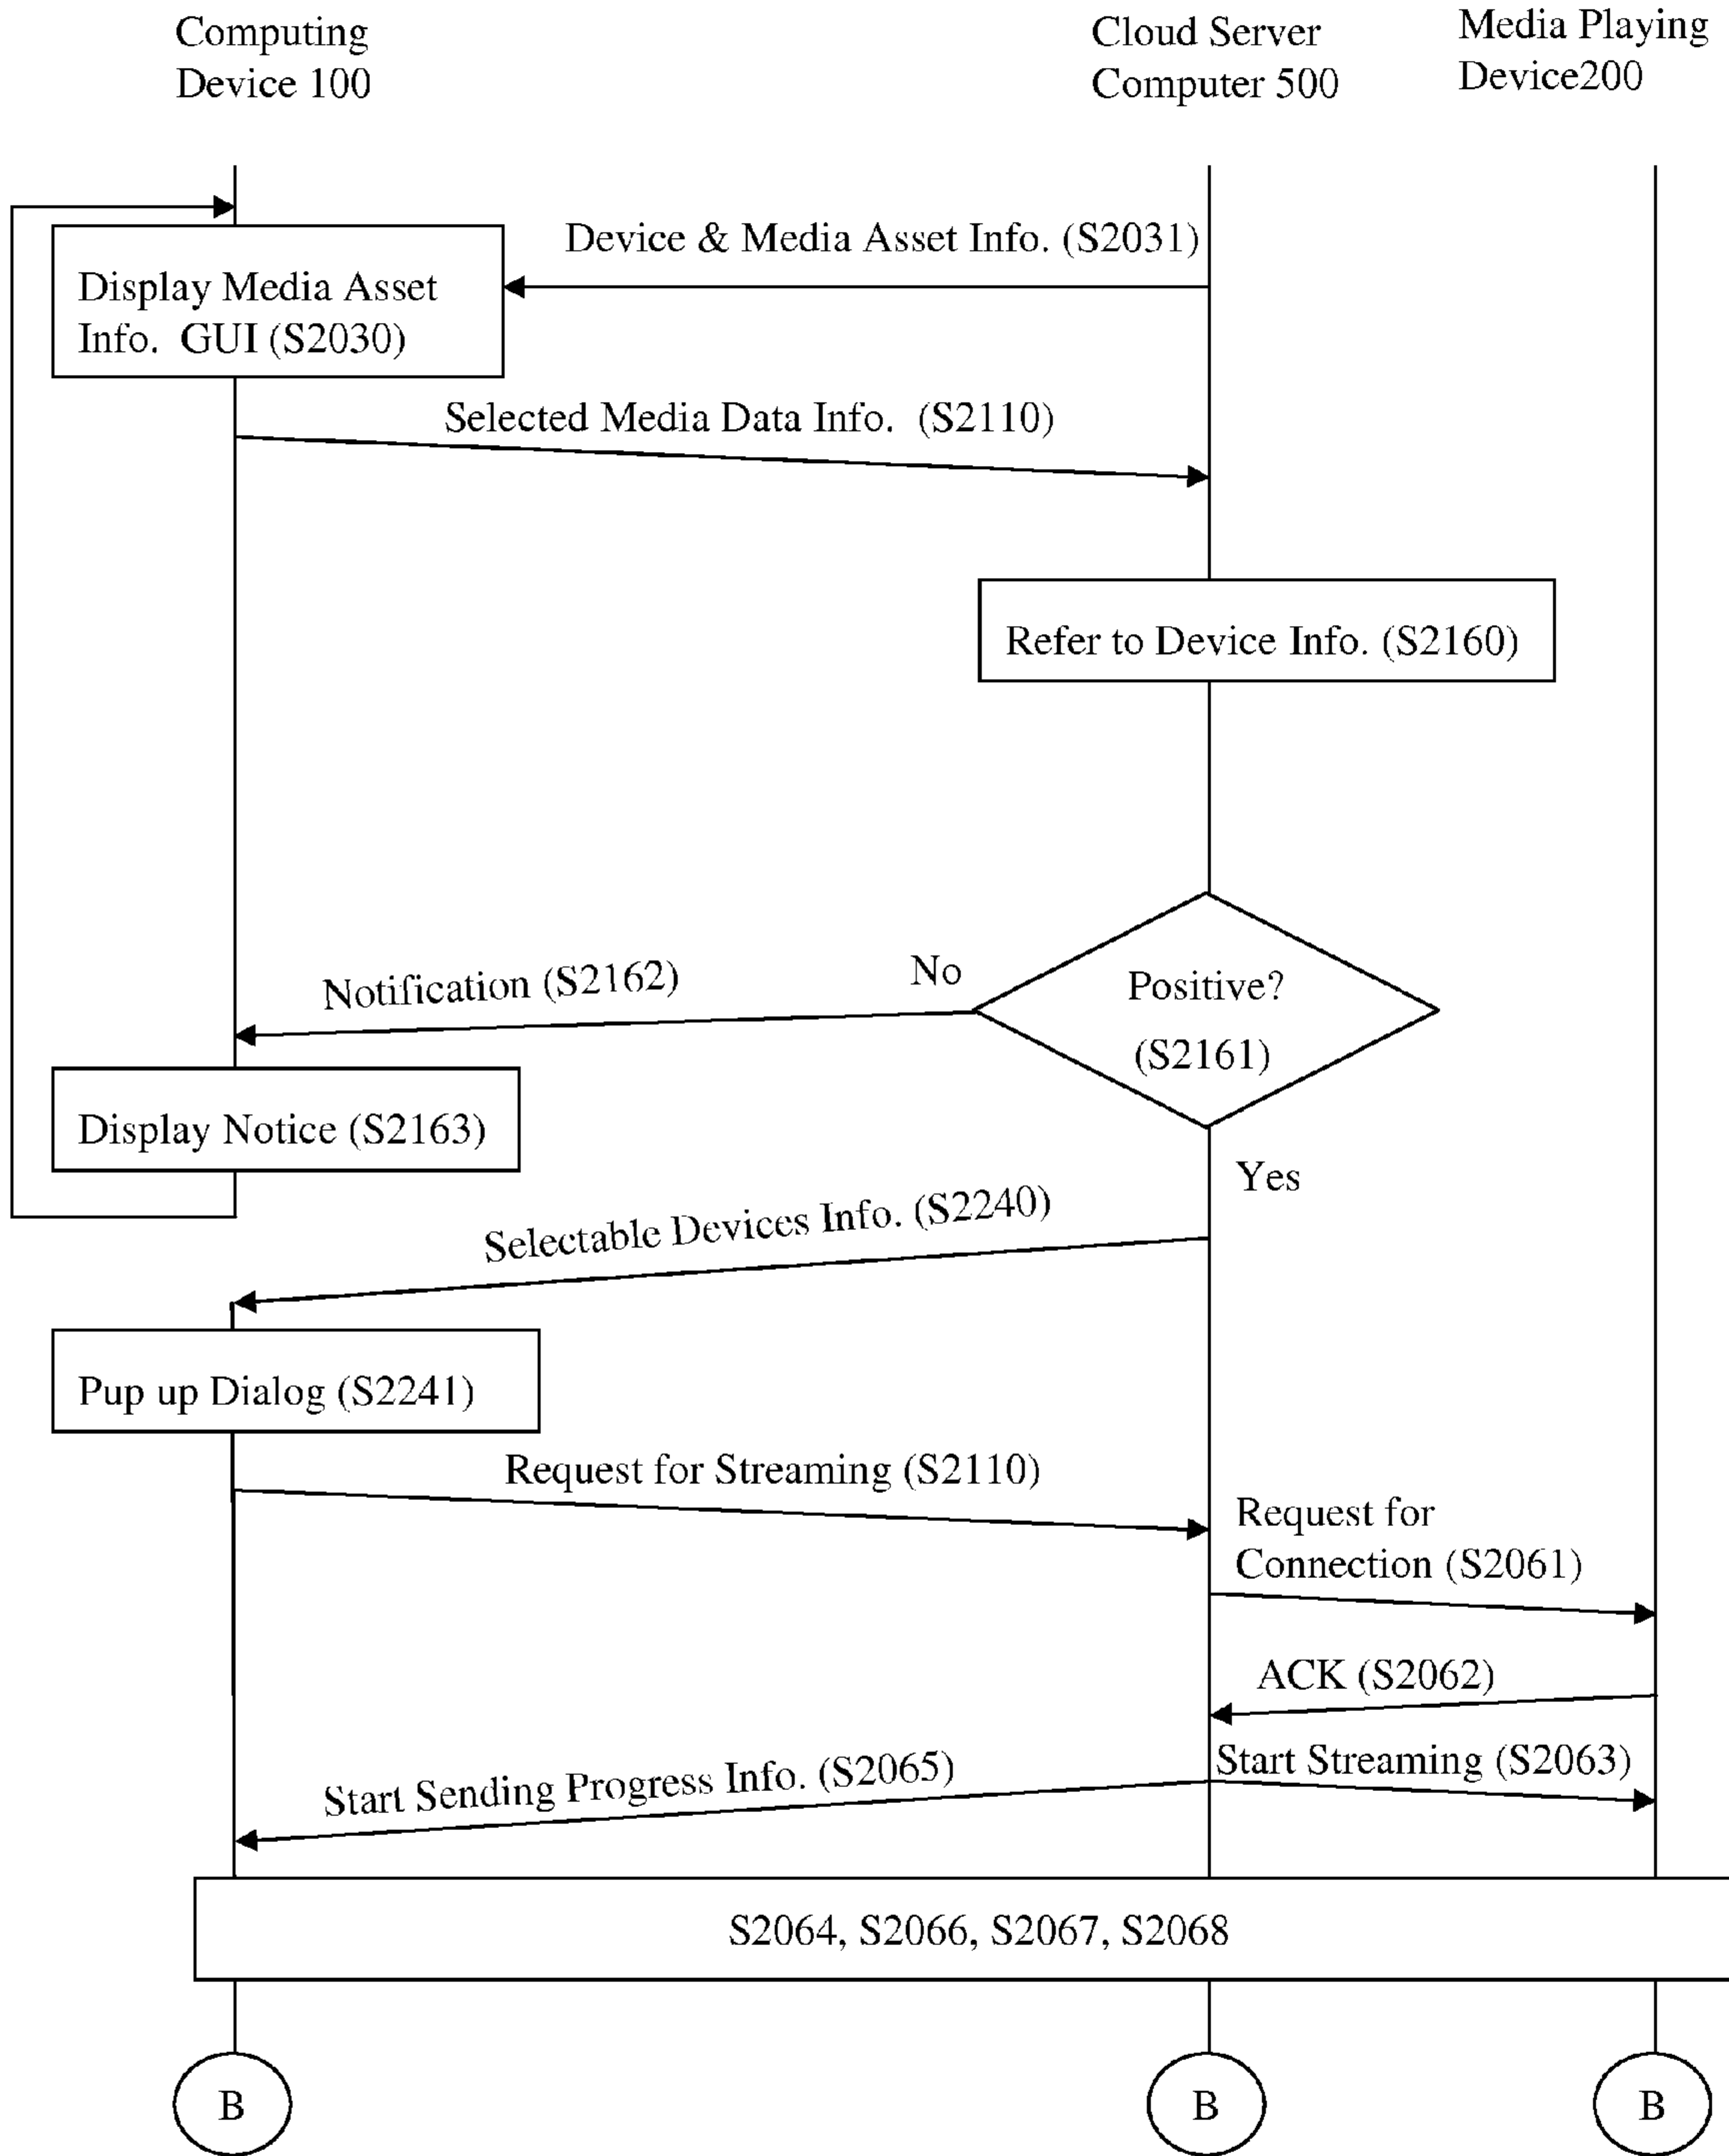 Computing
Device 100
Cloud Server
Computer 500
Media Playing
Device200
Device & Media Asset Info. (S2031)
Display Media Asset
Info.  GUI (S2030)
Selected Media Data Info.  (S2110)
Refer to Device Info. (S2160)
Notification (S2162)
No
Positive?
(S2161)
Display Notice (S2163)
Yes
Selectable Devices Info. (S2240)
Pup up Dialog (S2241)
Request for Streaming (S2110)
Request for
Connection (S2061)
ACK (S2062)
Start Sending Progress Info. (S2065)
Start Streaming (S2063)
S2064, S2066, S2067, S2068
B
B
B